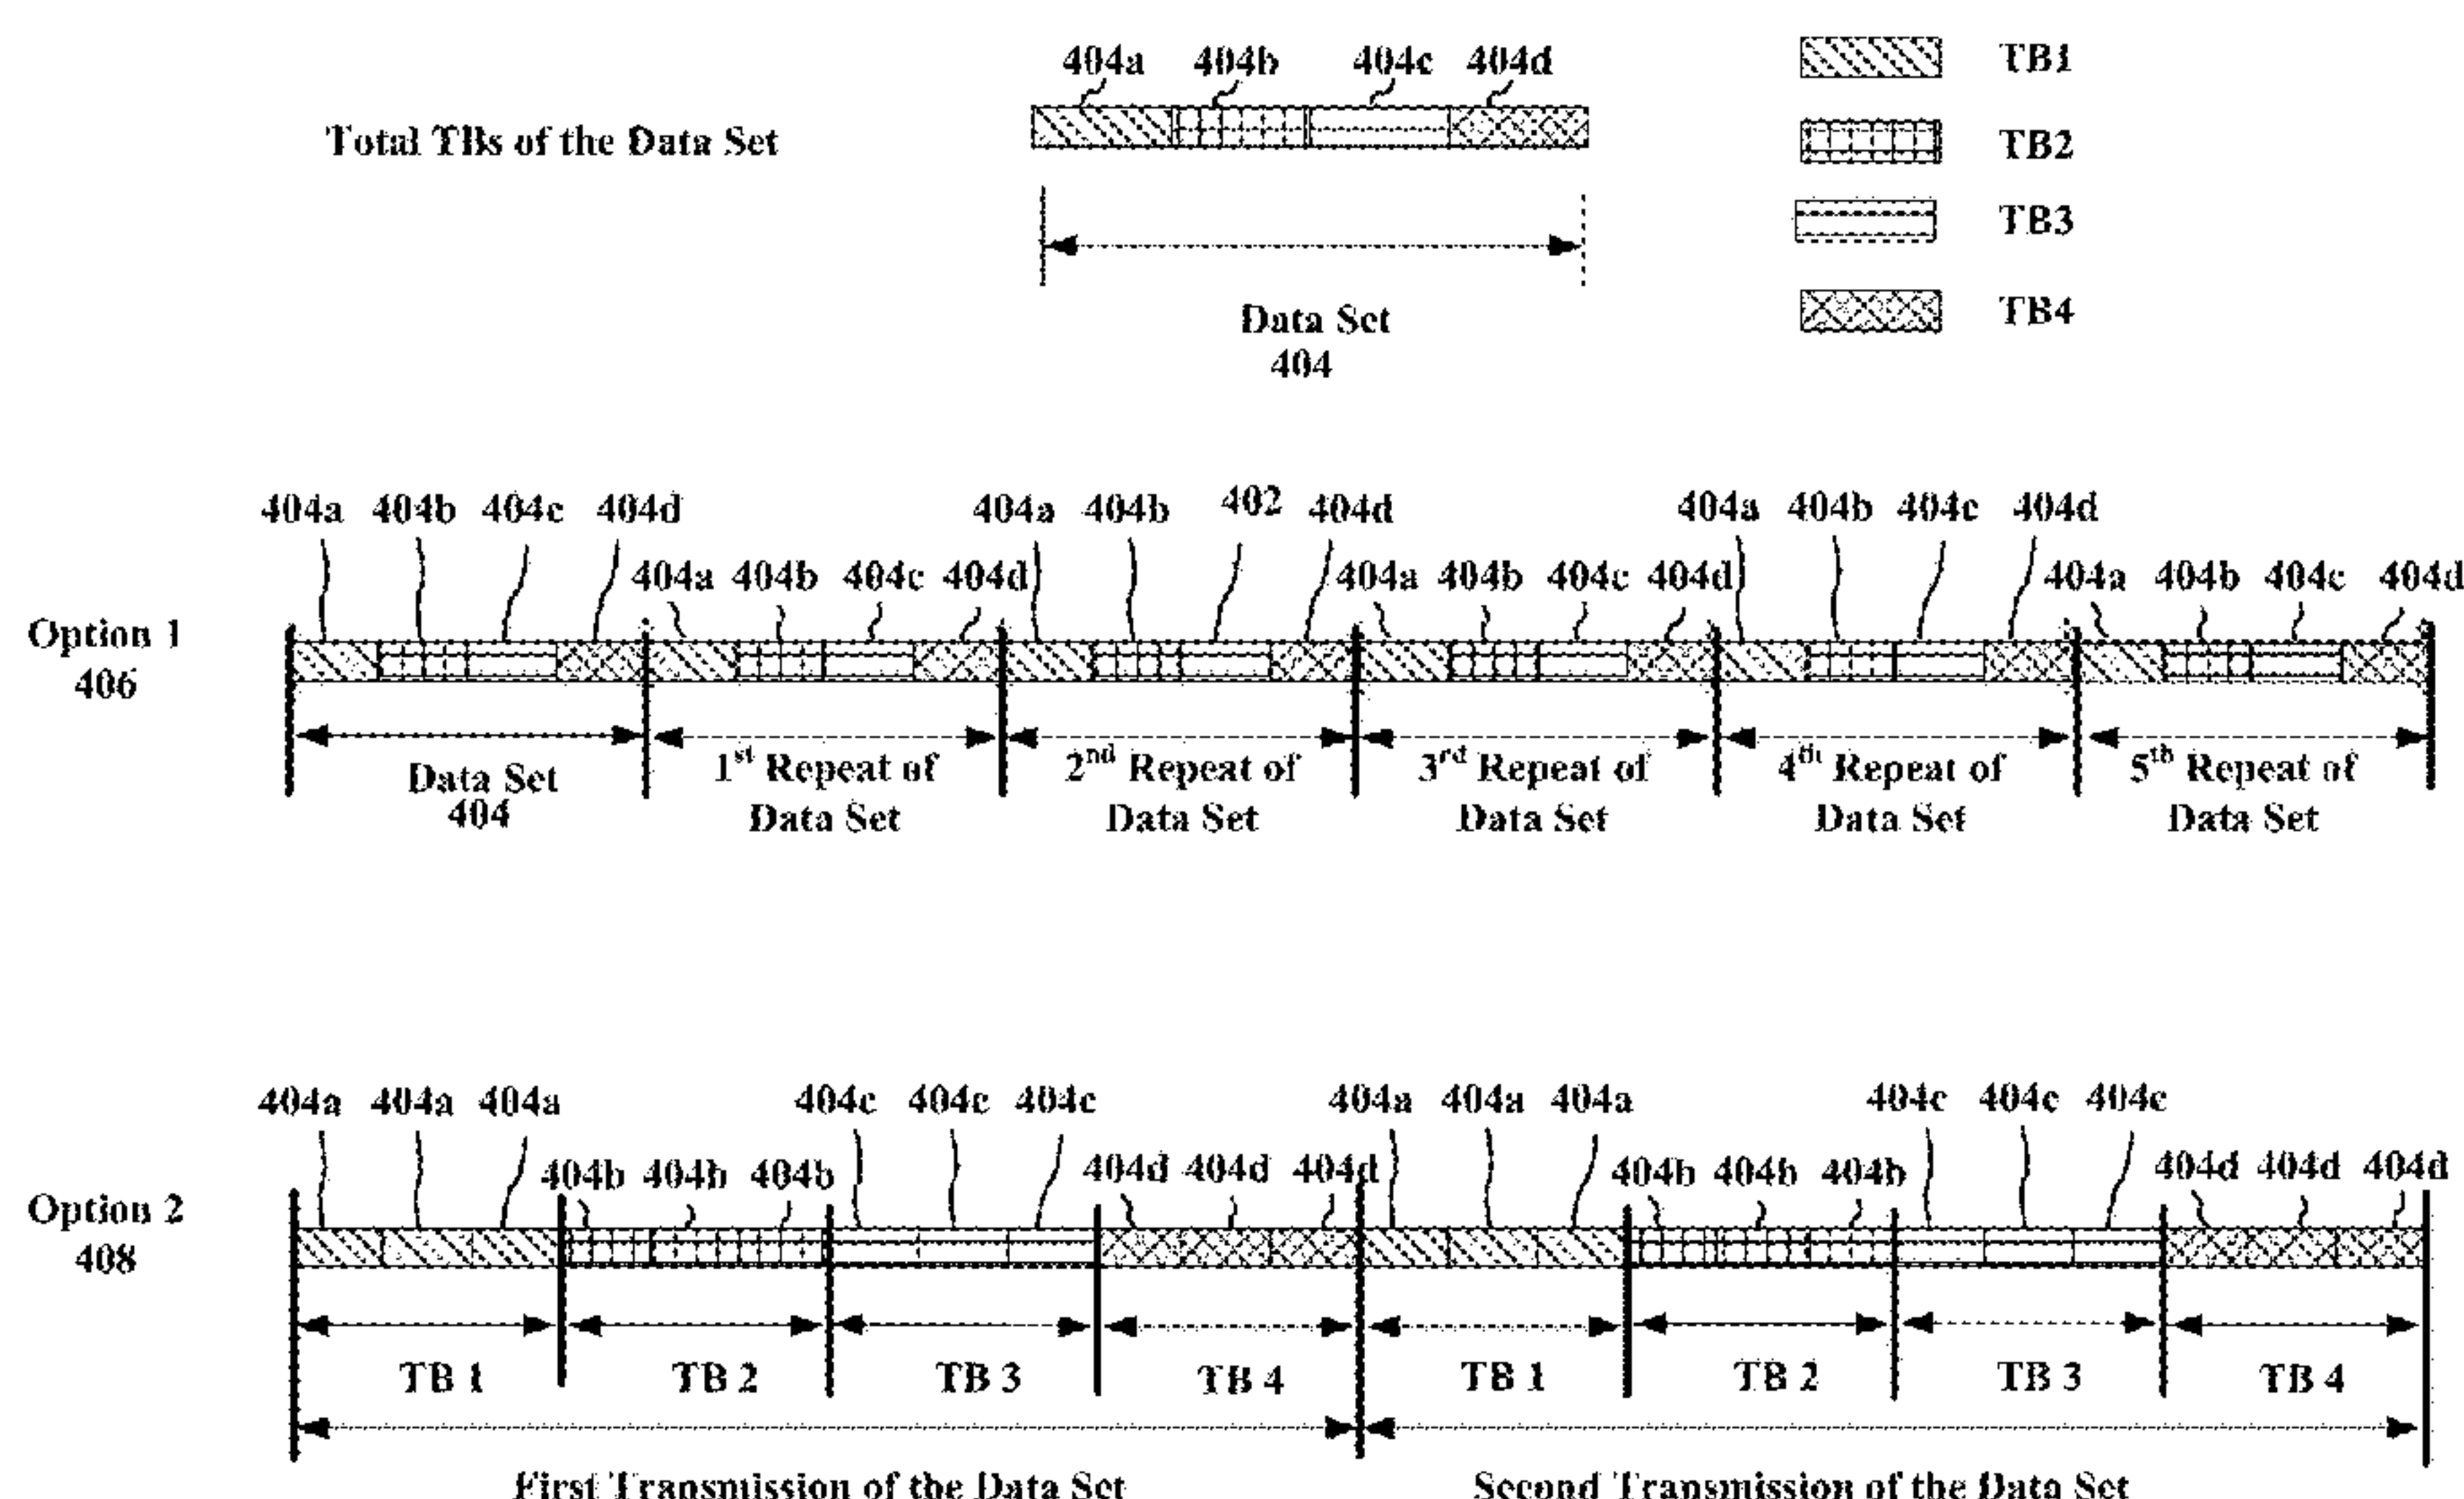 404a 404b 404c 404d
TB1
Total TBs of the Data Set
TB2
TB3
Data Set
404
TB4
404a 404b 404c 404d 404a 404b 402 404d 404a 404b 404c 404d
404a 404b 404c 404d 404a 404b 404c 404d 404a 404b 404c 404d
Option 1
406
Data Set
404
1st Repeat of
Data Set
2nd Repeat of
Data Set
3rd Repeat of
Data Set
4th Repeat of
Data Set
5th Repeat of
Data Set
404a 404a 404a 404c 404c 404c 404a 404a 404a 404c 404c 404c
404b 404b 404b 404d 404d 404d 404b 404b 404b 404d 404d 404d
Option 2
408
TB 1 TB 2 TB 3 TB 4 TB 1 TB 2 TB 3 TB 4
First Transmission of the Data Set Second Transmission of the Data Set